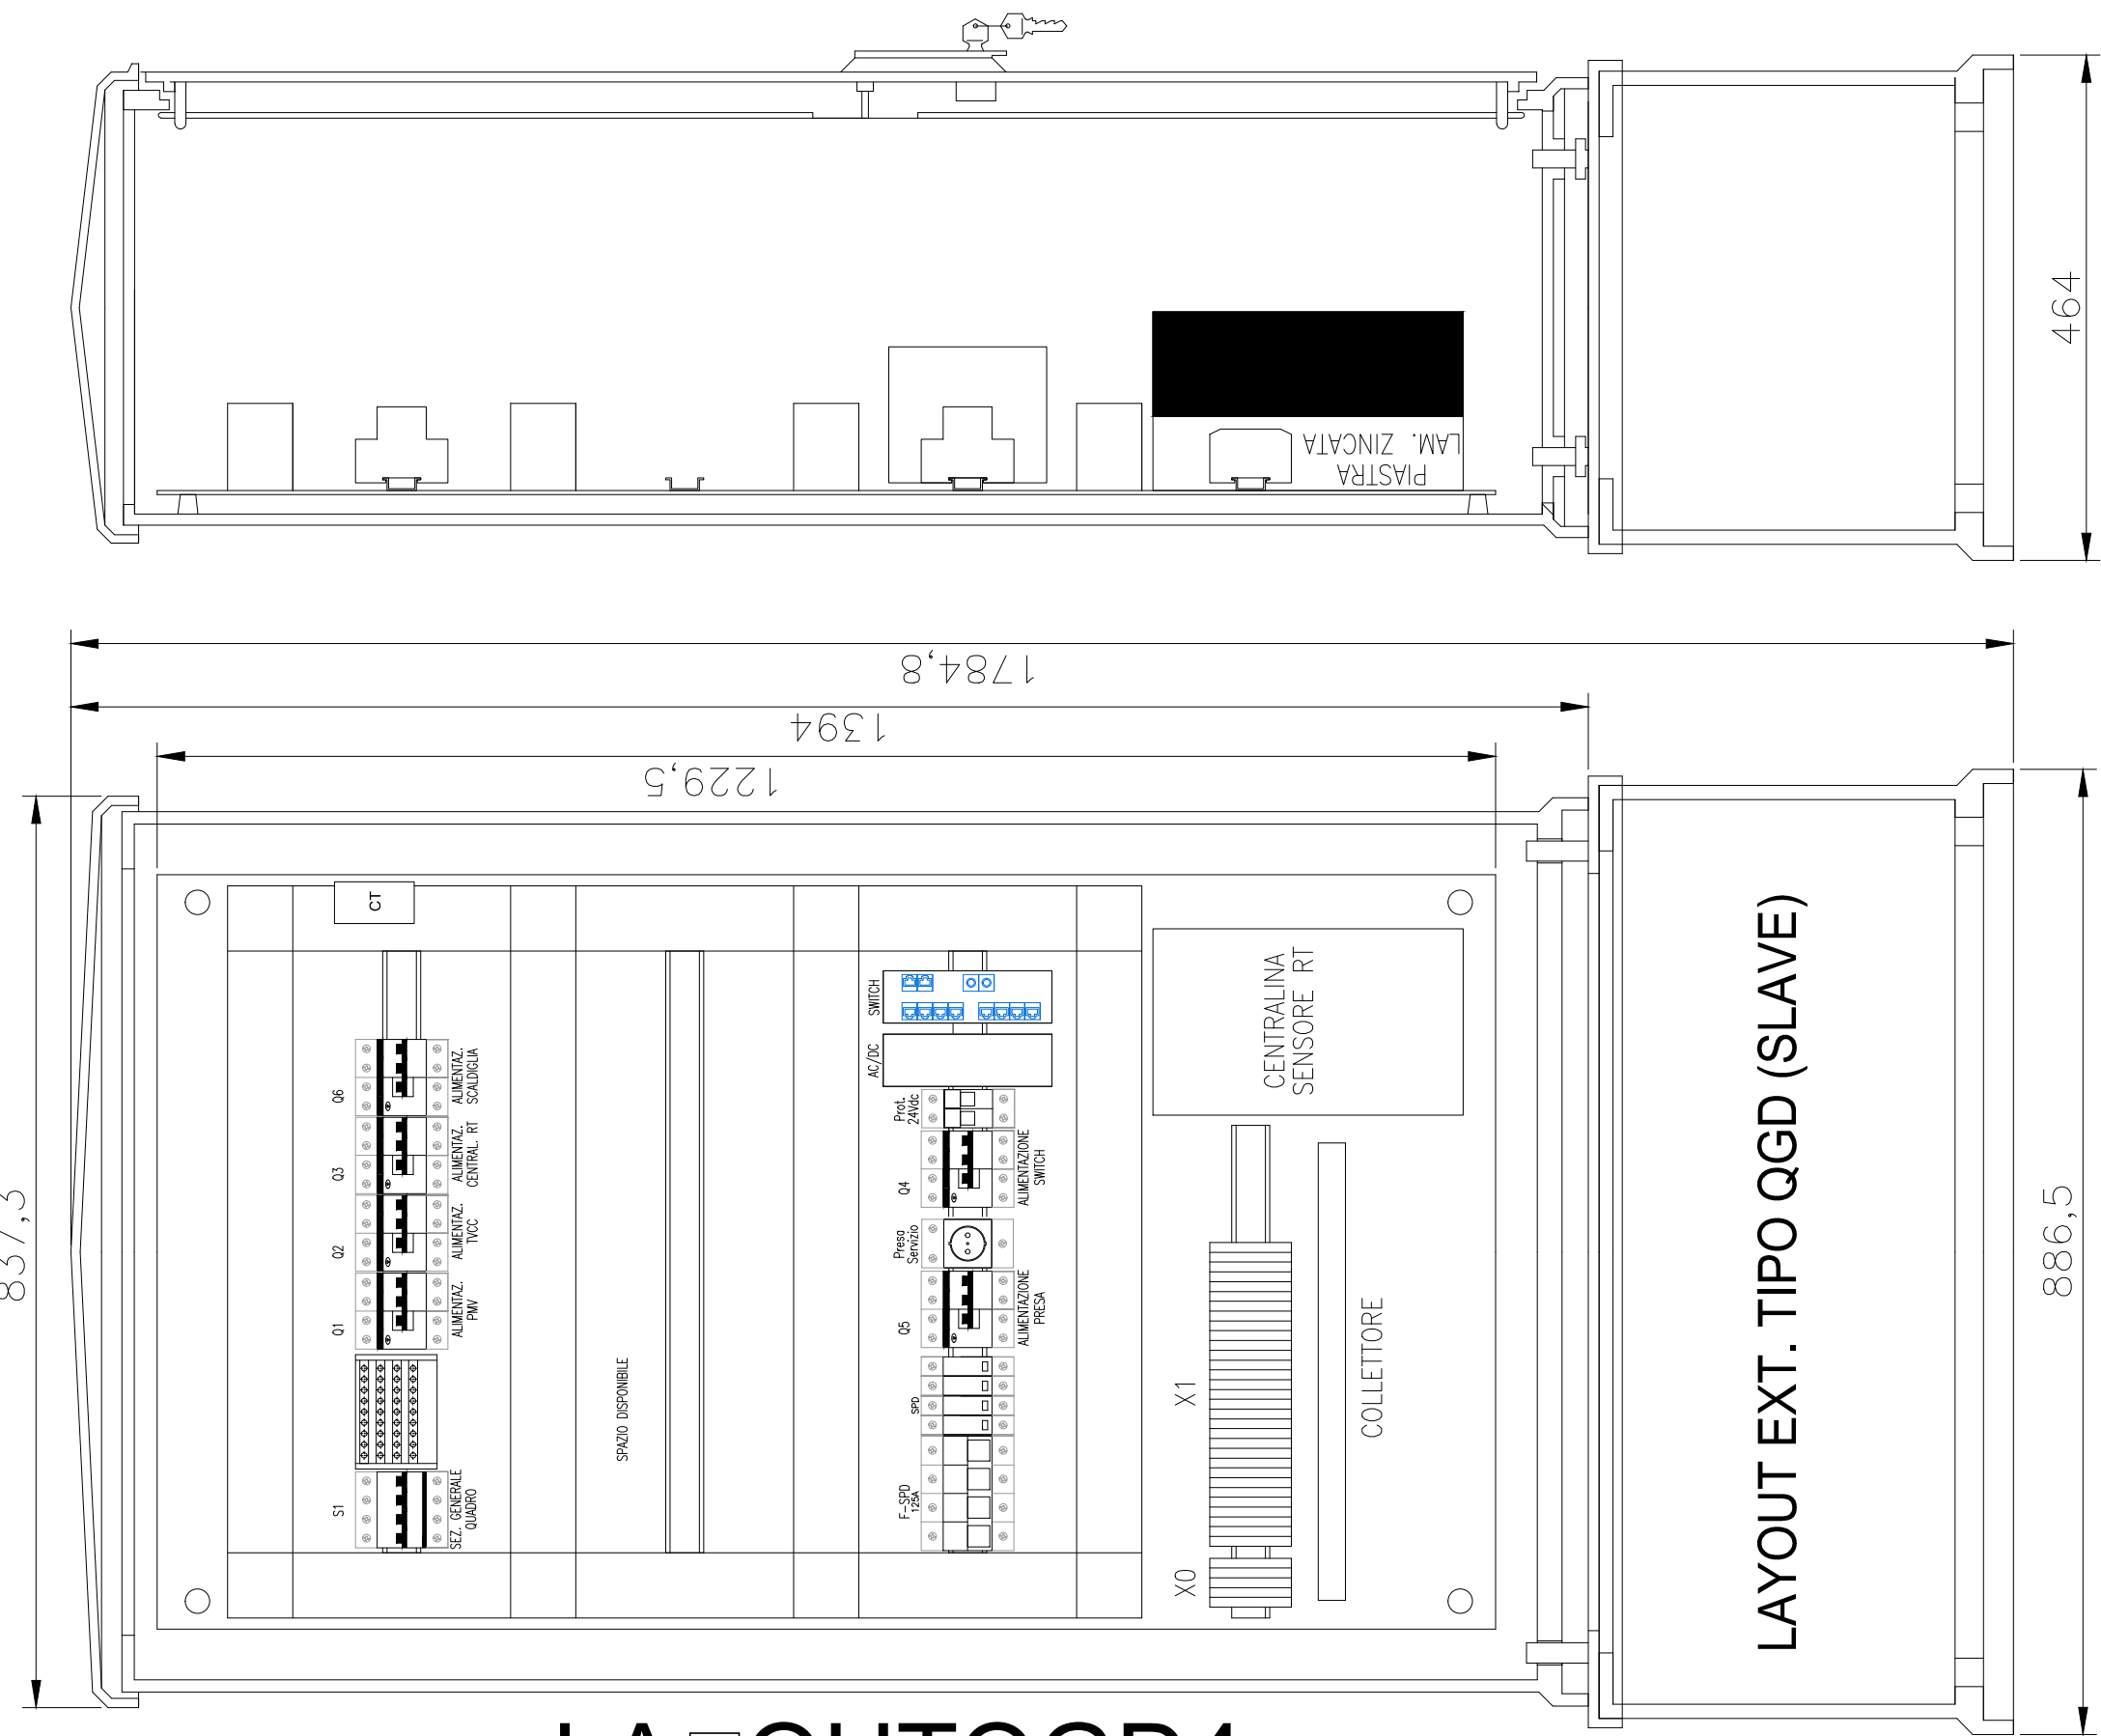 464
PIASTRA
LAM. ZINCATA
1784,8
1394
1229,5
837,3
886,5
CT
Q6
ALIMENTAZ.
SCALDIGLIA
Q3
ALIMENTAZ.
CENTRAL. RT
Q2
ALIMENTAZ.
TVCC
Q1
ALIMENTAZ.
PMV
S1
SEZ. GENERALE
QUADRO
SPAZIO DISPONIBILE
SWITCH
AC/DC
Prot.
24Vdc
Q4
ALIMENTAZIONE
SWITCH
Presa
Servizio
Q5
ALIMENTAZIONE
PRESA
SPD
F-SPD
125A
CENTRALINA
SENSORE RT
X1
X0
COLLETTORE
LAYOUT EXT. TIPO QGD (SLAVE)